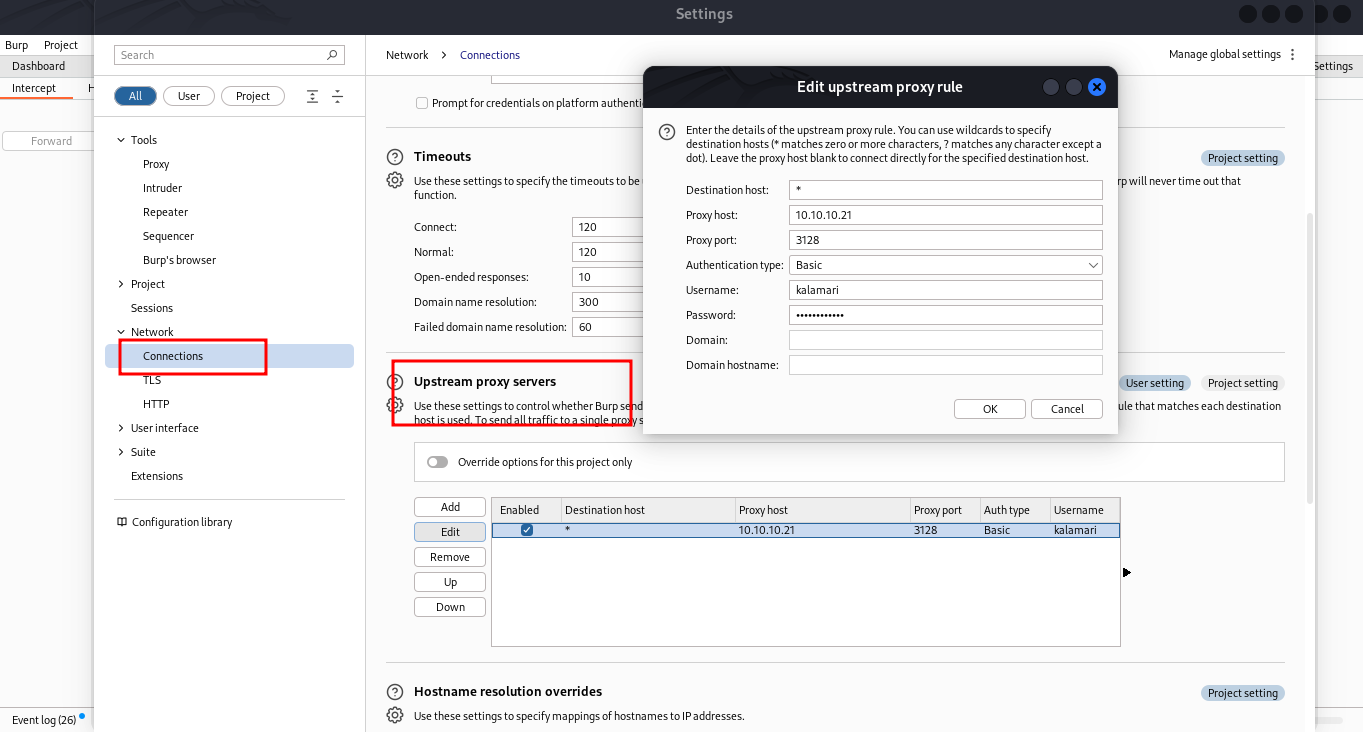 Settings
Burp Project
Dashboard
Settings
Intercept H
Forward
Search
All User Project
Tools
Proxy
Intruder
Repeater
Sequencer
Burp's browser
Project
Sessions
Network
Connections
TLS
HTTP
User interface
Suite
Extensions
Configuration library
Event log (26)
Network > Connections
Manage global settings
Prompt for credentials on platform authenti
Timeouts
Project setting
Use these settings to specify the timeouts to be
rp will never time out that
function.
Connect: 120
Normal: 120
Open-ended responses: 10
Domain name resolution: 300
Failed domain name resolution: 60
Upstream proxy servers
User setting Project setting
Use these settings to control whether Burp send
ule that matches each destination
host is used. To send all traffic to a single proxy s
Override options for this project only
Add
Edit
Remove
Up
Down
Enabled Destination host Proxy host Proxy port Auth type Username
* 10.10.10.21 3128 Basic kalamari
Hostname resolution overrides
Project setting
Use these settings to specify mappings of hostnames to IP addresses.
Edit upstream proxy rule
Enter the details of the upstream proxy rule. You can use wildcards to specify
destination hosts (* matches zero or more characters, ? matches any character except a
dot). Leave the proxy host blank to connect directly for the specified destination host.
Destination host: *
Proxy host: 10.10.10.21
Proxy port: 3128
Authentication type: Basic
Username: kalamari
Password: ••••••••••••
Domain:
Domain hostname:
OK Cancel